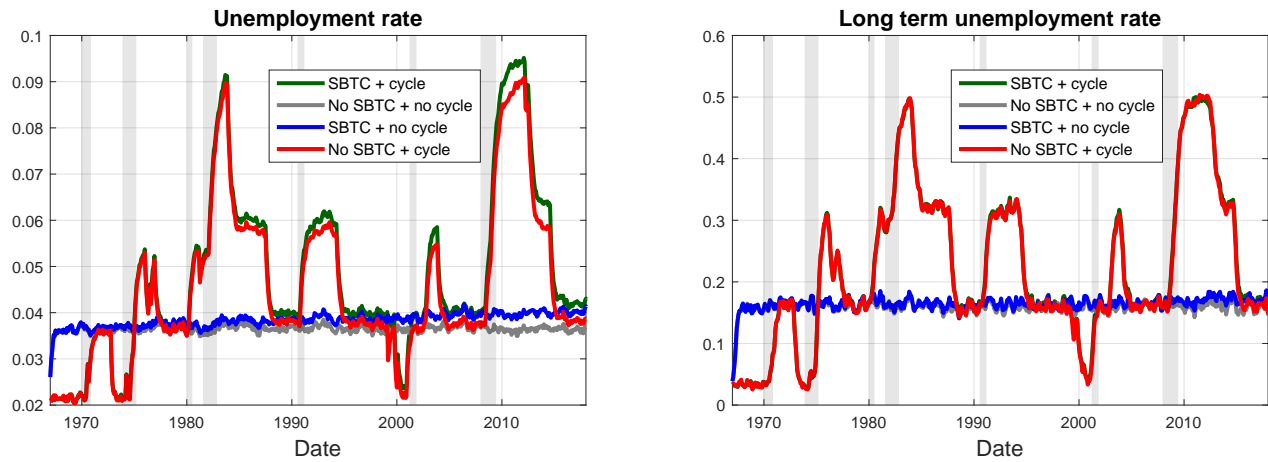 Unemployment rate
0.1
0.09
0.08
0.07
0.06
0.05
0.04
0.03
0.02
1970
1980
1990
2000
2010
Date
SBTC + cycle
No SBTC + no cycle
SBTC + no cycle
No SBTC + cycle
Long term unemployment rate
0.6
0.5
0.4
0.3
0.2
0.1
0
1970
1980
1990
2000
2010
Date
SBTC + cycle
No SBTC + no cycle
SBTC + no cycle
No SBTC + cycle